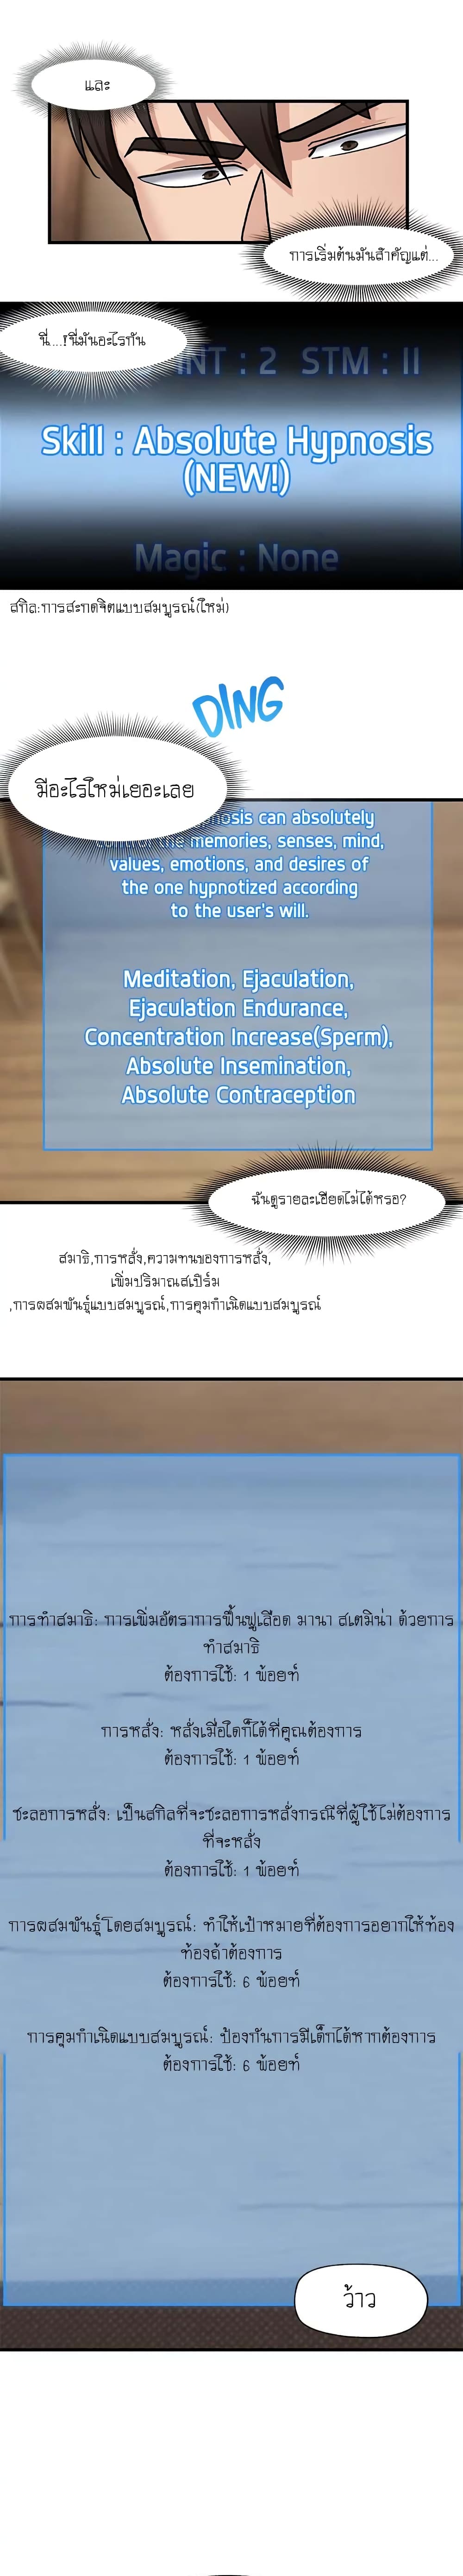 และ
การเริ่มต้นมันสำคัญแต่...
นี่...!นี่มันอะไรกัน
INT : 2 STM : 11
Skill : Absolute Hypnosis
(NEW!)
Magic : None
สกิล:การสะกดจิตแบบสมบูรณ์(ใหม่)
DING
มีอะไรใหม่เยอะเลย
can absolutely
memories, senses, mind,
values, emotions, and desires of
the one hypnotized according
to the user's will.
Meditation, Ejaculation,
Ejaculation Endurance,
Concentration Increase(Sperm),
Absolute Insemination,
Absolute Contraception
ฉันดูรายละเอียดไม่ได้หรอ?
สมาธิ,การหลั่ง,ความทนของการหลั่ง,
เพิ่มปริมาณสเปิร์ม
,การผสมพันธุ์แบบสมบูรณ์,การคุมกำเนิดแบบสมบูรณ์
การทำสมาธิ: การเพิ่มอัตราการฟื้นฟูเลือด มานา สเตมิน่า ด้วยการ
ทำสมาธิ
ต้องการใช้: 1 พ้อยท์
การหลั่ง: หลั่งเมื่อใดก็ได้ที่คุณต้องการ
ต้องการใช้: 1 พ้อยท์
ชะลอการหลั่ง: เป็นสกิลที่จะชะลอการหลั่งกรณีที่ผู้ใช้ไม่ต้องการ
ที่จะหลั่ง
ต้องการใช้: 1 พ้อยท์
การผสมพันธุ์โดยสมบูรณ์: ทำให้เป้าหมายที่ต้องการอยากให้ท้อง
ท้องถ้าต้องการ
ต้องการใช้: 6 พ้อยท์
การคุมกำเนิดแบบสมบูรณ์: ป้องกันการมีเด็กได้หากต้องการ
ต้องการใช้: 6 พ้อยท์
ว้าว